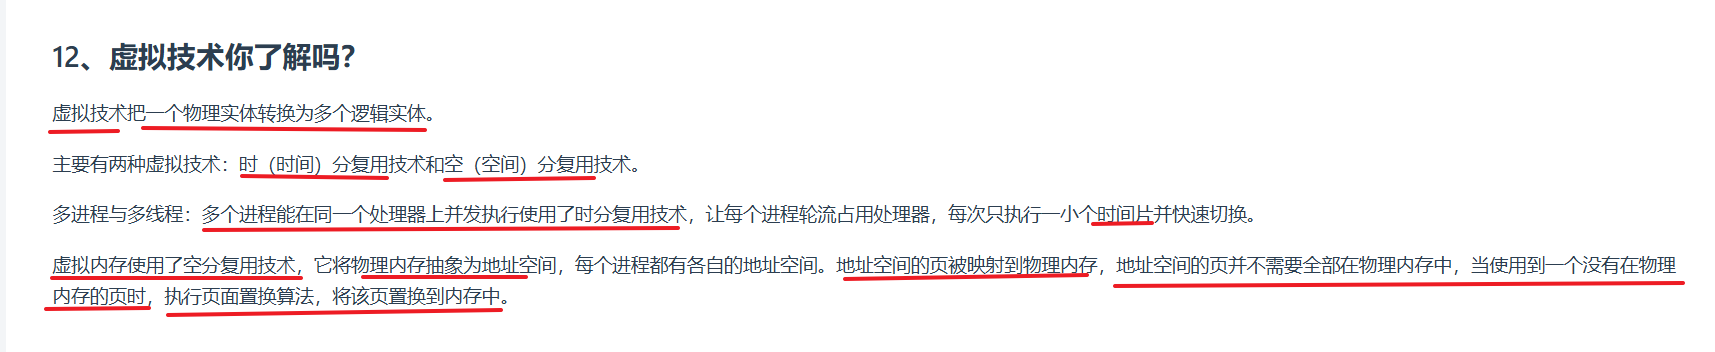 12、虚拟技术你了解吗？
虚拟技术把一个物理实体转换为多个逻辑实体。
主要有两种虚拟技术：时（时间）分复用技术和空（空间）分复用技术。
多进程与多线程：多个进程能在同一个处理器上并发执行使用了时分复用技术，让每个进程轮流占用处理器，每次只执行一小个时间片并快速切换。
虚拟内存使用了空分复用技术，它将物理内存抽象为地址空间，每个进程都有各自的地址空间。地址空间的页被映射到物理内存，地址空间的页并不需要全部在物理内存中，当使用到一个没有在物理
内存的页时，执行页面置换算法，将该页置换到内存中。